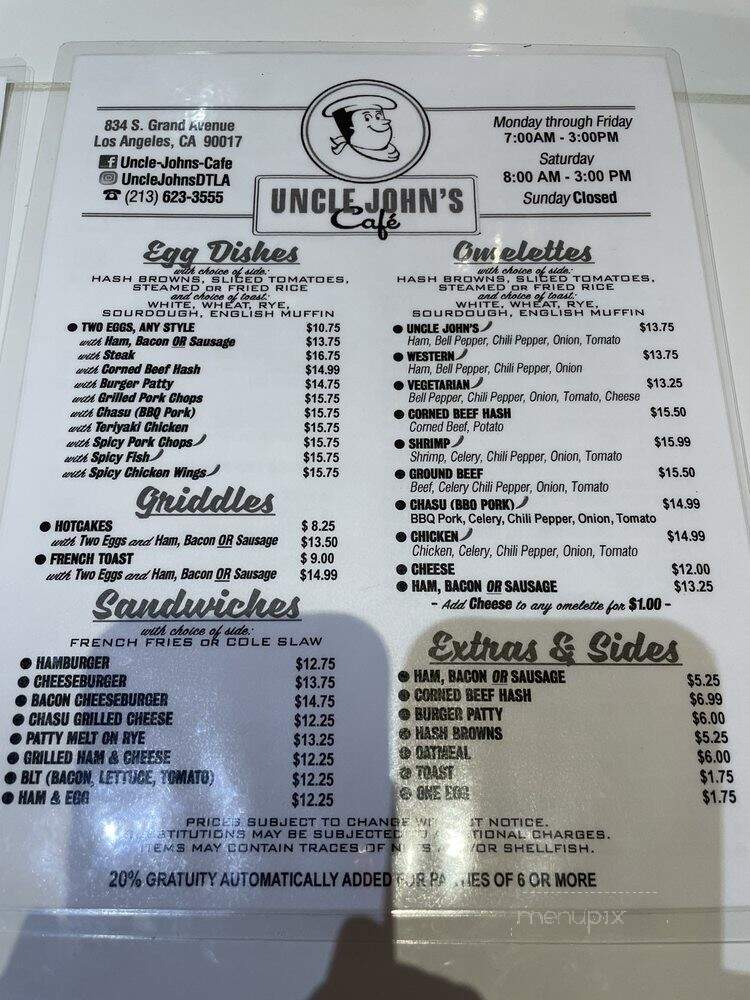 834 S. Grand Avenue
Los Angeles, CA 90017
Uncle-Johns-Cafe
UncleJohnsDTLA
(213) 623-3555
UNCLE JOHN'S
Café
Monday through Friday
7:00AM - 3:00PM
Saturday
8:00 AM - 3:00 PM
Sunday Closed
Egg Dishes
with choice of side:
HASH BROWNS, SLICED TOMATOES,
STEAMED OR FRIED RICE
and choice of toast:
WHITE, WHEAT, RYE,
SOURDOUGH, ENGLISH MUFFIN
TWO EGGS, ANY STYLE $10.75
with Ham, Bacon OR Sausage $13.75
with Steak $16.75
with Corned Beef Hash $14.99
with Burger Patty $14.75
with Grilled Pork Chops $15.75
with Chasu (BBQ Pork) $15.75
with Teriyaki Chicken $15.75
with Spicy Pork Chops $15.75
with Spicy Fish $15.75
with Spicy Chicken Wings $15.75
Griddles
HOTCAKES $ 8.25
with Two Eggs and Ham, Bacon OR Sausage $13.50
FRENCH TOAST $ 9.00
with Two Eggs and Ham, Bacon OR Sausage $14.99
Sandwiches
with choice of side:
FRENCH FRIES OR COLE SLAW
HAMBURGER $12.75
CHEESEBURGER $13.75
BACON CHEESEBURGER $14.75
CHASU GRILLED CHEESE $12.25
PATTY MELT ON RYE $13.25
GRILLED HAM & CHEESE $12.25
BLT (BACON, LETTUCE, TOMATO) $12.25
HAM & EGG $12.25
Omelettes
with choice of side:
HASH BROWNS, SLICED TOMATOES,
STEAMED OR FRIED RICE
and choice of toast:
WHITE, WHEAT, RYE,
SOURDOUGH, ENGLISH MUFFIN
UNCLE JOHN'S $13.75
Ham, Bell Pepper, Chili Pepper, Onion, Tomato
WESTERN $13.75
Ham, Bell Pepper, Chili Pepper, Onion
VEGETARIAN $13.25
Bell Pepper, Chili Pepper, Onion, Tomato, Cheese
CORNED BEEF HASH $15.50
Corned Beef, Potato
SHRIMP $15.99
Shrimp, Celery, Chili Pepper, Onion, Tomato
GROUND BEEF $15.50
Beef, Celery Chili Pepper, Onion, Tomato
CHASU (BBQ PORK) $14.99
BBQ Pork, Celery, Chili Pepper, Onion, Tomato
CHICKEN $14.99
Chicken, Celery, Chili Pepper, Onion, Tomato
CHEESE $12.00
HAM, BACON OR SAUSAGE $13.25
- Add Cheese to any omelette for $1.00 -
Extras & Sides
HAM, BACON OR SAUSAGE $5.25
CORNED BEEF HASH $6.99
BURGER PATTY $6.00
HASH BROWNS $5.25
OATMEAL $6.00
TOAST $1.75
ONE EGG $1.75
PRICES SUBJECT TO CHANGE NOTICE.
MAY BE SUBJECTED CHARGES.
ITEMS MAY CONTAIN TRACES OF SHELLFISH.
20% GRATUITY AUTOMATICALLY ADDED FOR PARTIES OF 6 OR MORE
menupix